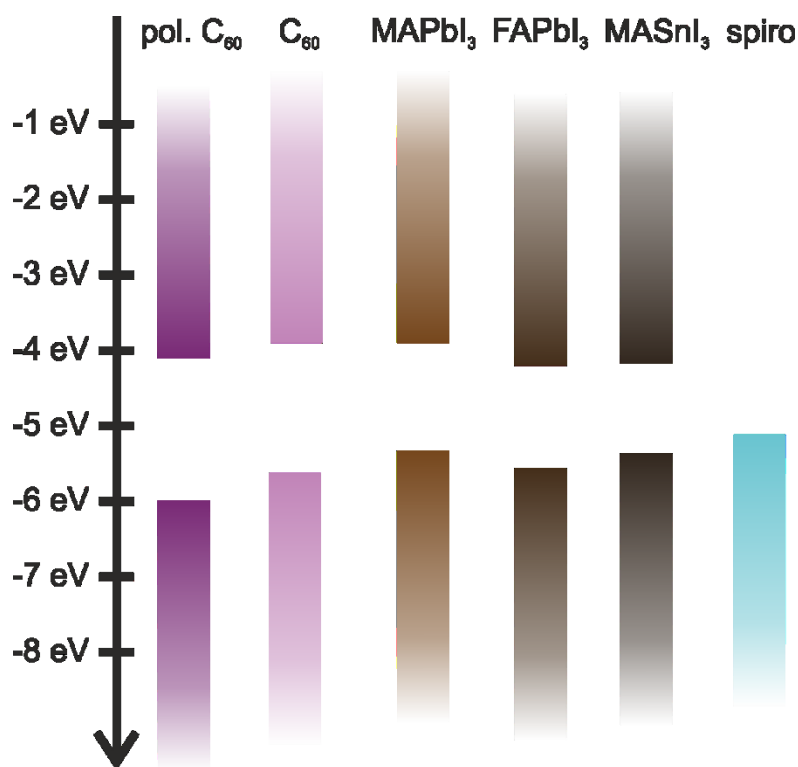 pol. C₆₀ C₆₀ MAPbI₃ FAPbI₃ MASnI₃ spiro
-1 eV
-2 eV
-3 eV
-4 eV
-5 eV
-6 eV
-7 eV
-8 eV